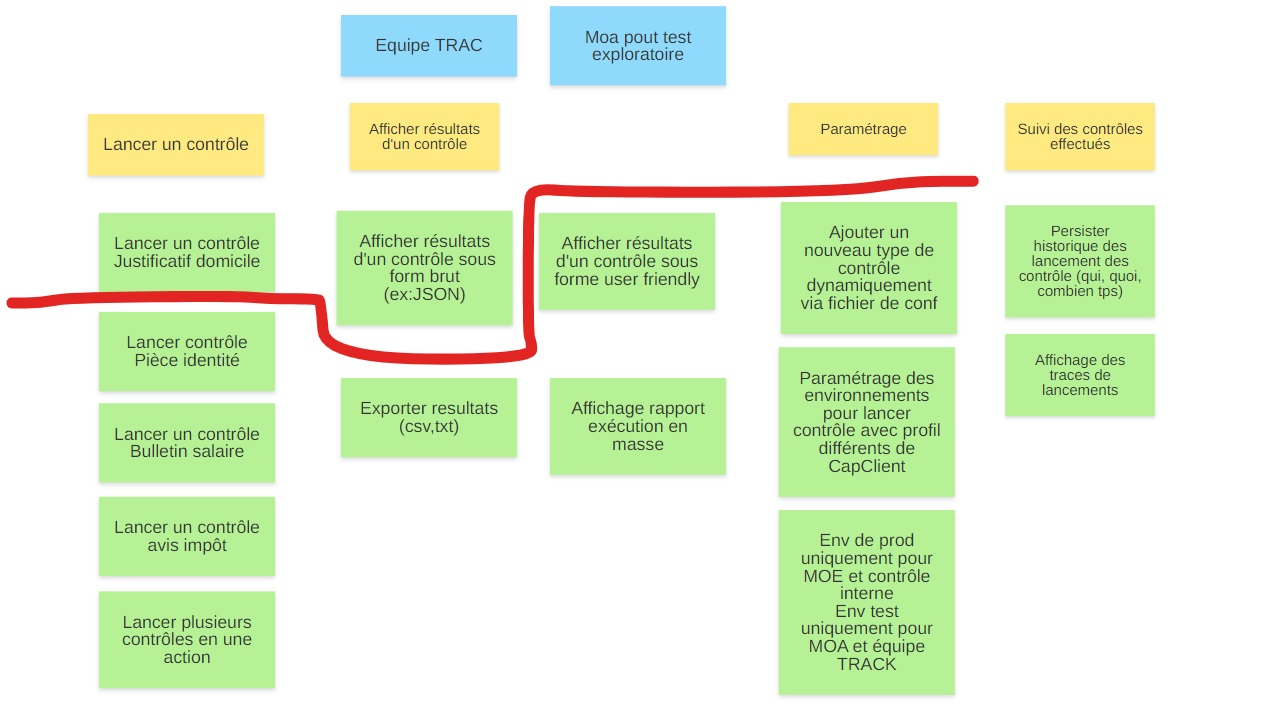 Equipe TRAC
Moa pout test
exploratoire
Lancer un contrôle
Afficher résultats
d'un contrôle
Paramétrage
Suivi des contrôles
effectués
Lancer un contrôle
Justificatif domicile
Lancer contrôle
Pièce identité
Lancer un contrôle
Bulletin salaire
Lancer un contrôle
avis impôt
Lancer plusieurs
contrôles en une
action
Afficher résultats
d'un contrôle sous
form brut
(ex:JSON)
Exporter resultats
(csv,txt)
Afficher résultats
d'un contrôle sous
forme user friendly
Affichage rapport
exécution en
masse
Ajouter un
nouveau type de
contrôle
dynamiquement
via fichier de conf
Paramétrage des
environnements
pour lancer
contrôle avec profil
différents de
CapClient
Env de prod
uniquement pour
MOE et contrôle
interne
Env test
uniquement pour
MOA et équipe
TRACK
Persister
historique des
lancement des
contrôle (qui, quoi,
combien tps)
Affichage des
traces de
lancements